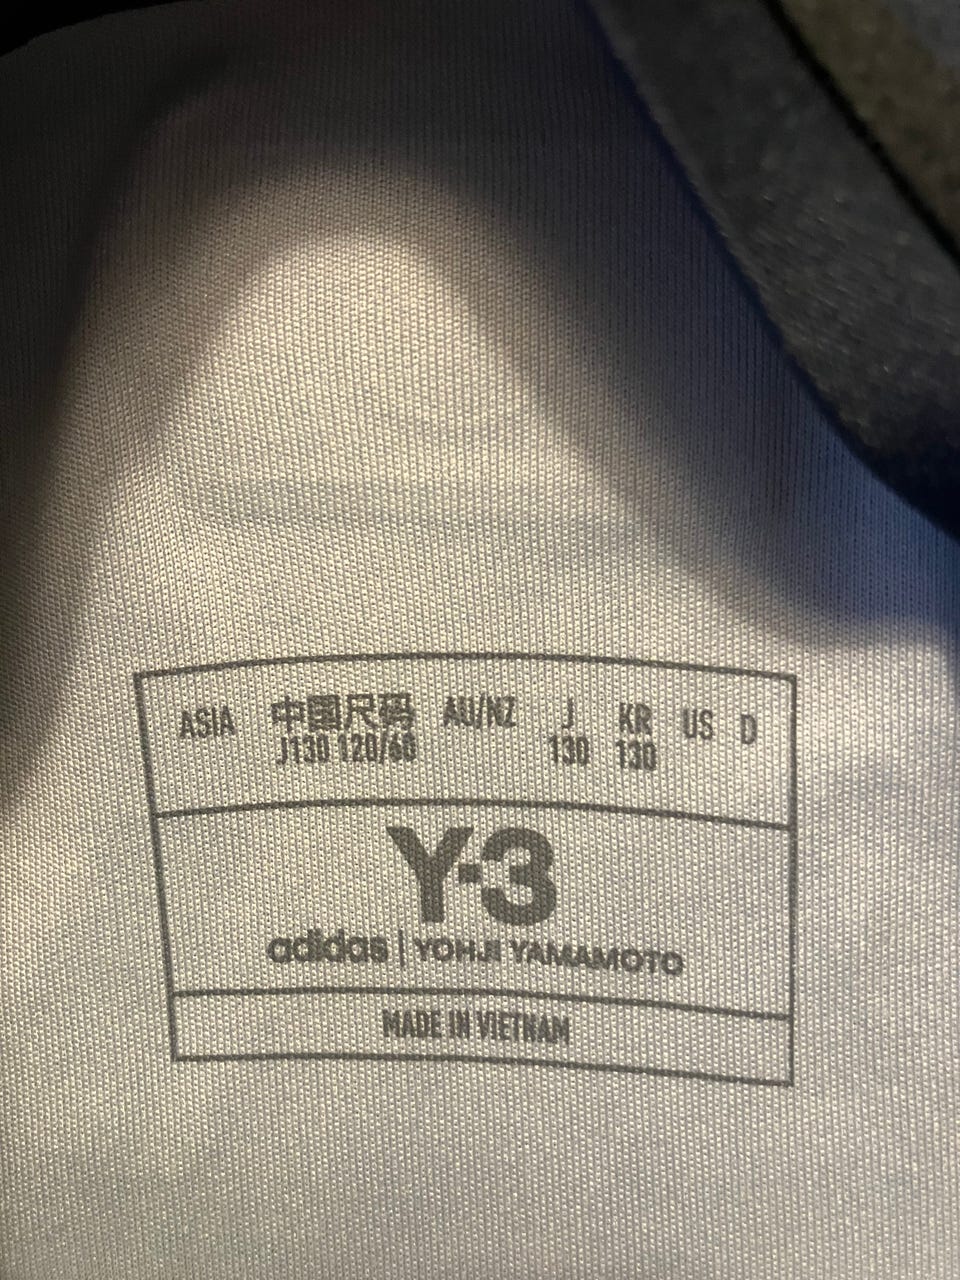 ASIA 中国尺码 AU/NZ J KR US D
J130 120/60 130 130
Y-3
adidas | YOHJI YAMAMOTO
MADE IN VIETNAM